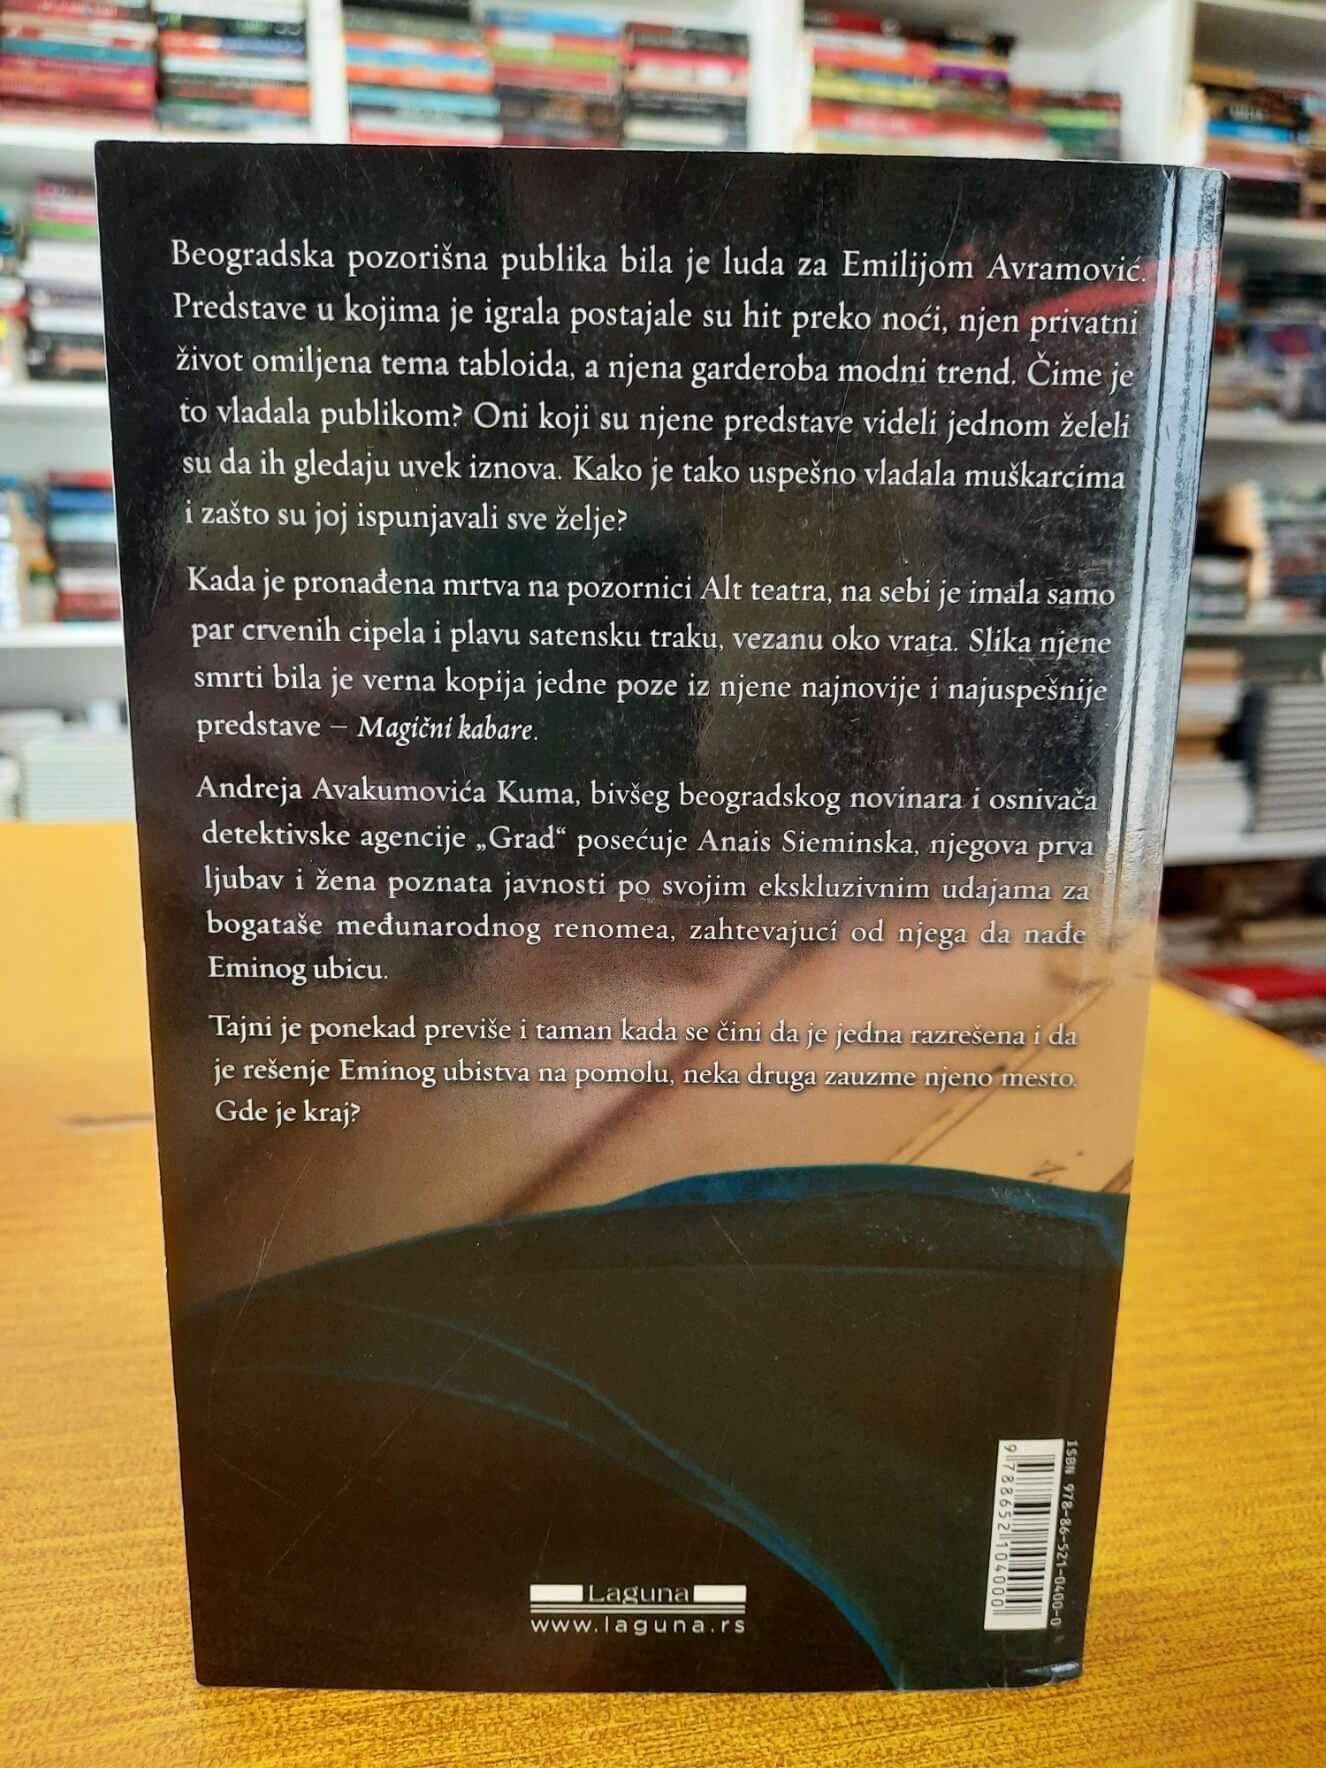 Beogradska pozorišna publika bila je luda za Emilijom Avramović.
Predstave u kojima je igrala postajale su hit preko noći, njen privatni
život omiljena tema tabloida, a njena garderoba modni trend. Čime je
to vladala publikom? Oni koji su njene predstave videli jednom želeli
su da ih gledaju uvek iznova. Kako je tako uspešno vladala muškarcima
i zašto su joj ispunjavali sve želje?
Kada je pronađena mrtva na pozornici Alt teatra, na sebi je imala samo
par crvenih cipela i plavu satensku traku, vezanu oko vrata. Slika njene
smrti bila je verna kopija jedne poze iz njene najnovije i najuspešnije
predstave – Magični kabare.
Andreja Avakumovića Kuma, bivšeg beogradskog novinara i osnivača
detektivske agencije „Grad“ posećuje Anais Sieminska, njegova prva
ljubav i žena poznata javnosti po svojim ekskluzivnim udajama za
bogataše međunarodnog renomea, zahtevajući od njega da nađe
Eminog ubicu.
Tajni je ponekad previše i taman kada se čini da je jedna razrešena i da
je rešenje Eminog ubistva na pomolu, neka druga zauzme njeno mesto.
Gde je kraj?
ISBN 978-86-521-0400-0
9788652104000
Laguna
www.laguna.rs